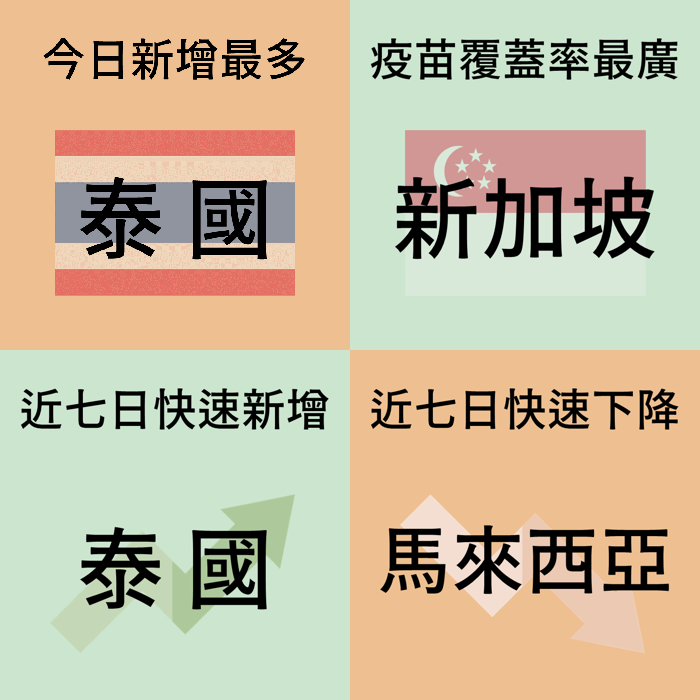 今日新增最多
泰國
疫苗覆蓋率最廣
新加坡
近七日快速新增
泰國
近七日快速下降
馬來西亞